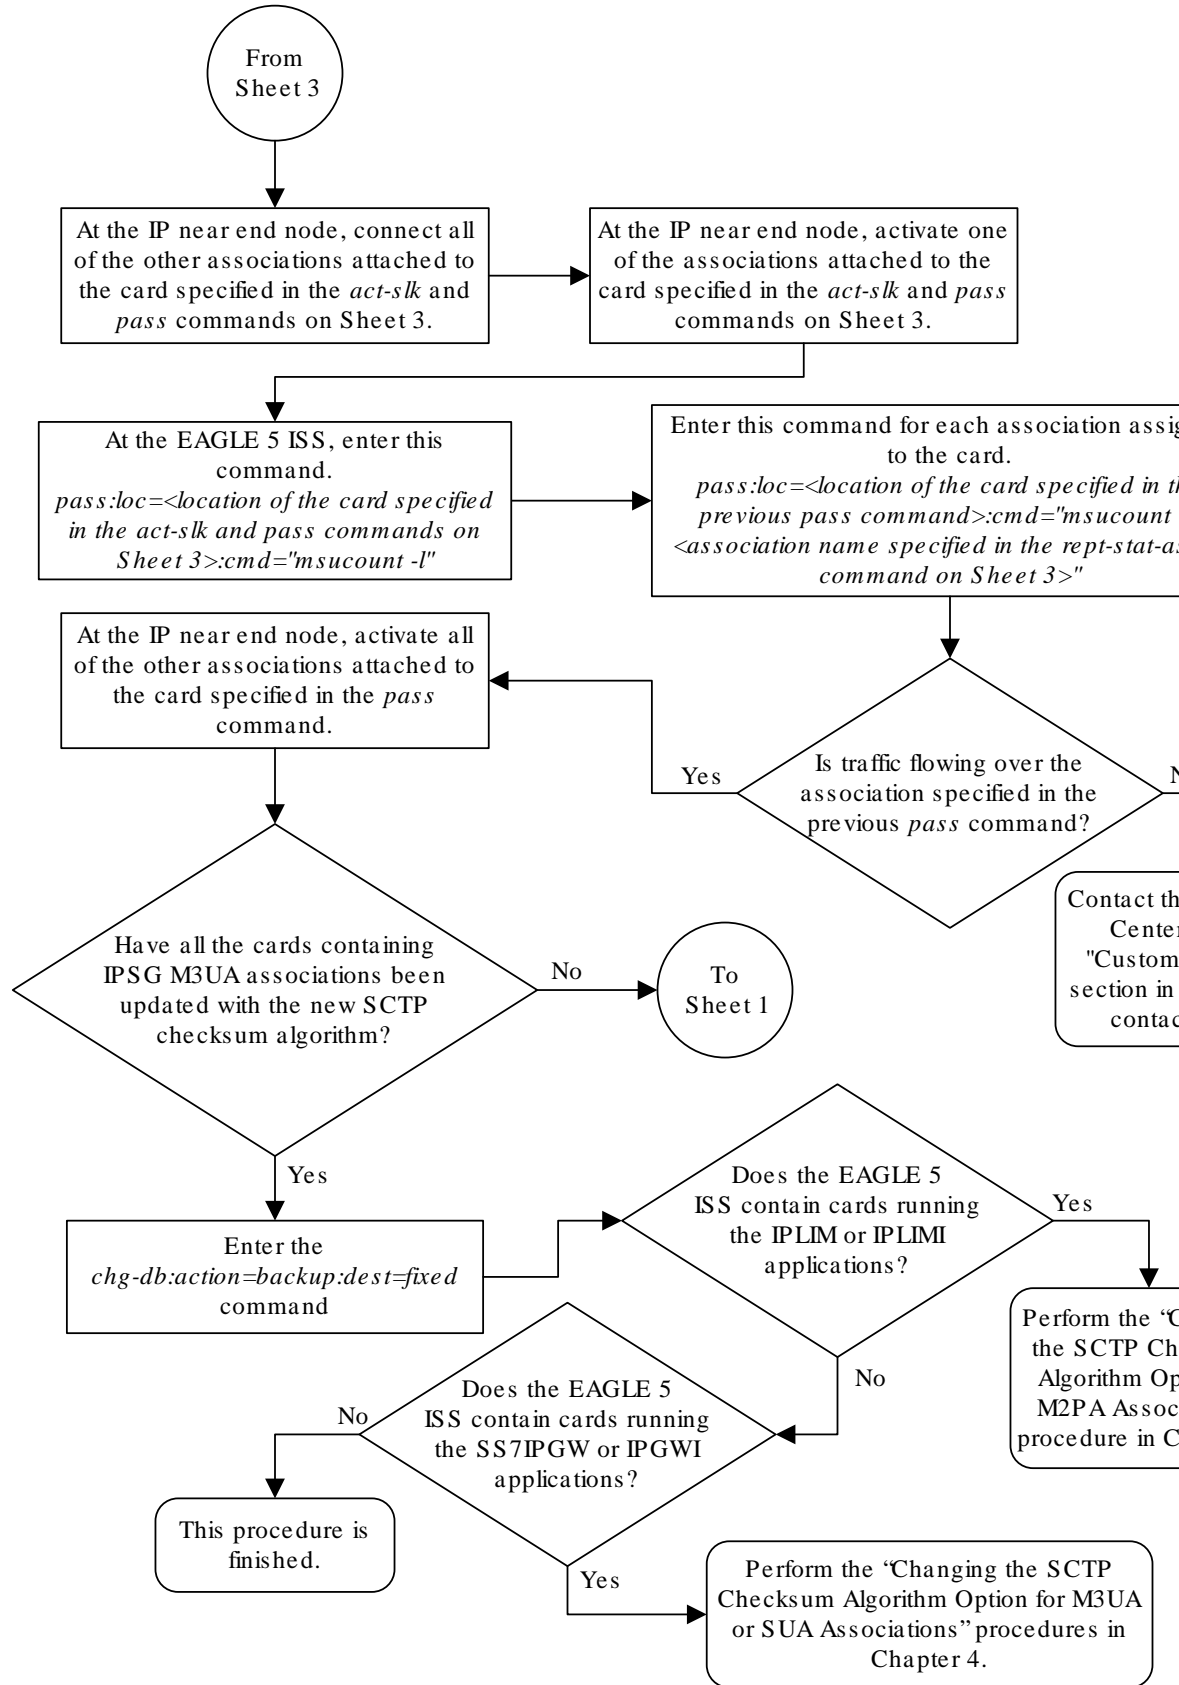 From
Sheet 3
At the IP near end node, connect all
of the other associations attached to
the card specified in the act-slk and
pass commands on Sheet 3.
At the IP near end node, activate one
of the associations attached to the
card specified in the act-slk and pass
commands on Sheet 3.
At the EAGLE 5 ISS, enter this
command.
pass:loc=<location of the card specified
in the act-slk and pass commands on
Sheet 3>:cmd="msucount -l"
Enter this command for each association
to the card.
pass:loc=<location of the card specified in
previous pass command>:cmd="msucount
<association name specified in the
command on Sheet 3>"
At the IP near end node, activate all
of the other associations attached to
the card specified in the pass
command.
Is traffic flowing over the
association specified in the
previous pass command?
Yes
Contact
Center
section in
Have all the cards containing
IPSG M3UA associations been
updated with the new SCTP
checksum algorithm?
No
To
Sheet 1
Yes
Enter the
chg-db:action=backup:dest=fixed
command
Does the EAGLE 5
ISS contain cards running
the IPLIM or IPLIMI
applications?
Yes
No
Perform the
the SCTP
Algorithm
M2PA
procedure in
Does the EAGLE 5
ISS contain cards running
the SS7IPGW or IPGWI
applications?
No
This procedure is
finished.
Yes
Perform the “Changing the SCTP
Checksum Algorithm Option for M3UA
or SUA Associations” procedures in
Chapter 4.